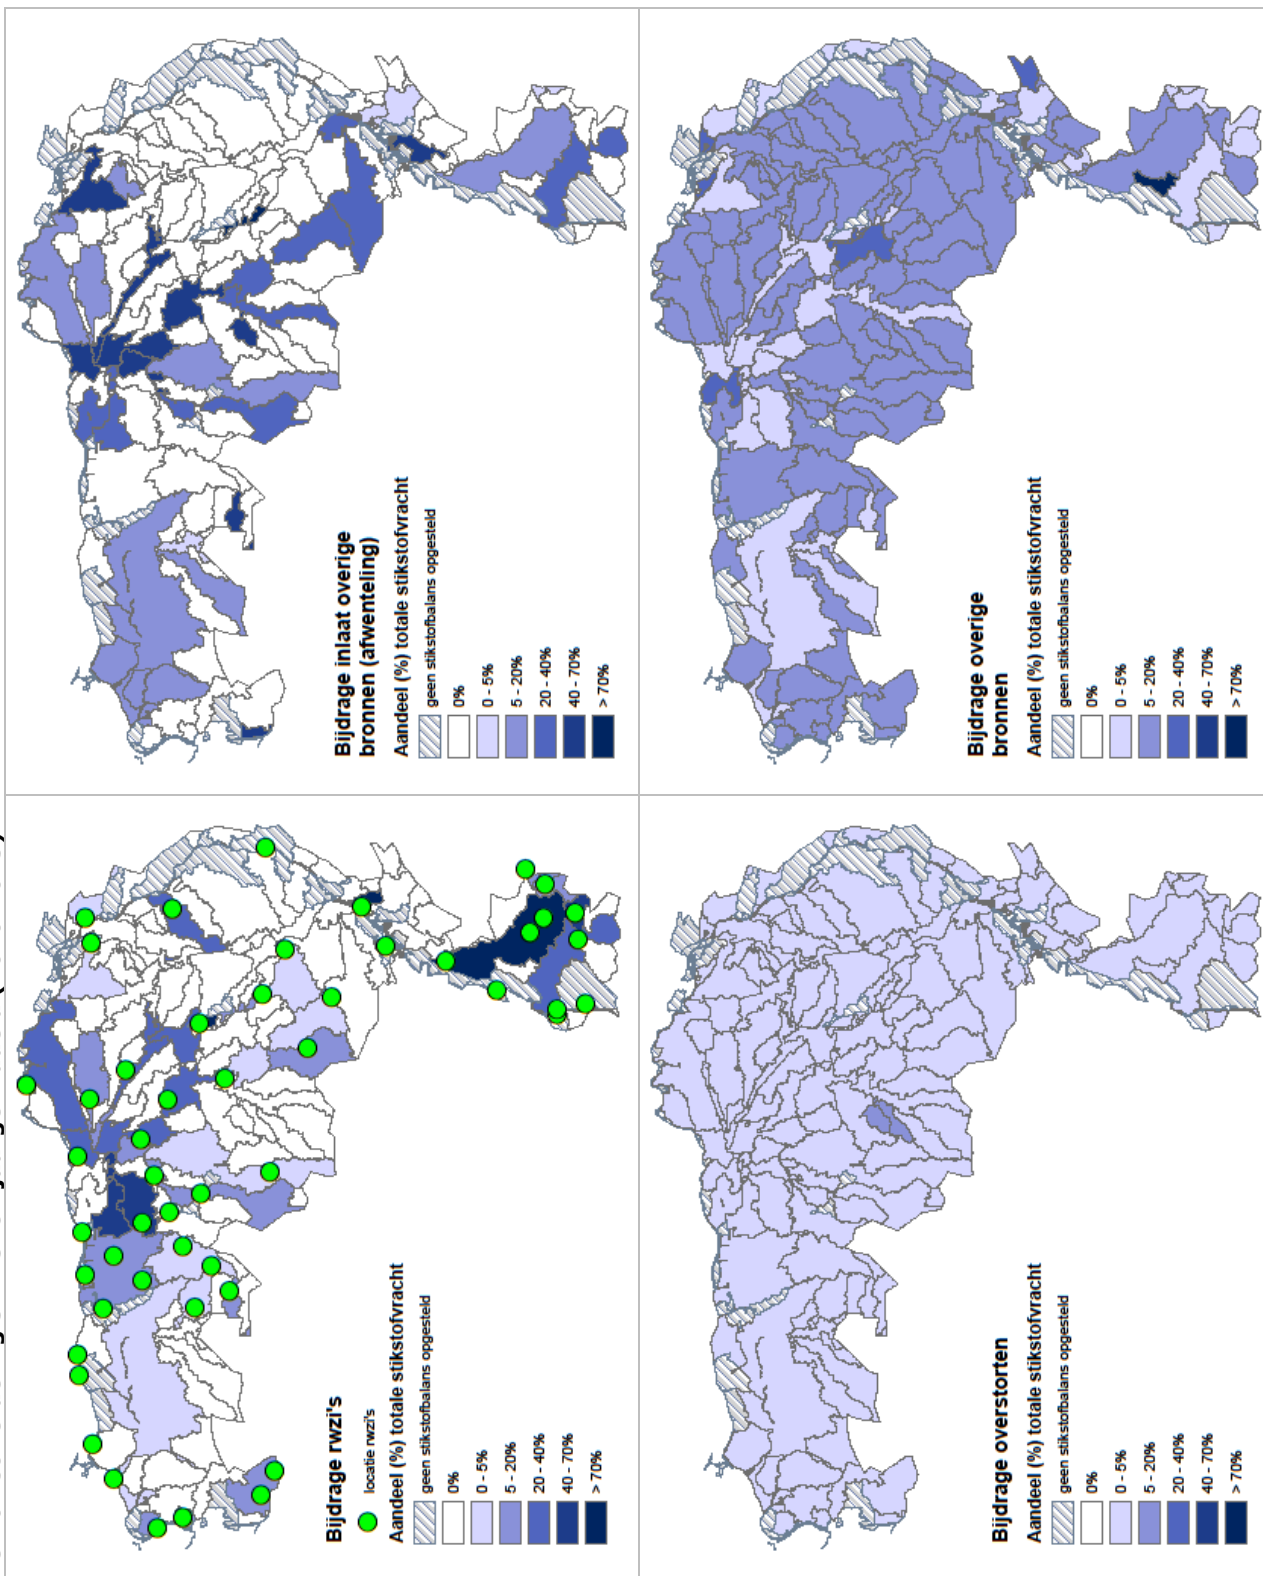 Bijdrage rwzi's
locatie rwzi's
Aandeel (%) totale stikstofvracht
geen stikstofbalans opgesteld
0%
0 - 5%
5 - 20%
20 - 40%
40 - 70%
> 70%
Bijdrage inlaat overige
bronnen (afwenteling)
Aandeel (%) totale stikstofvracht
geen stikstofbalans opgesteld
0%
0 - 5%
5 - 20%
20 - 40%
40 - 70%
> 70%
Bijdrage overstorten
Aandeel (%) totale stikstofvracht
geen stikstofbalans opgesteld
0%
0 - 5%
5 - 20%
20 - 40%
40 - 70%
> 70%
Bijdrage overige
bronnen
Aandeel (%) totale stikstofvracht
geen stikstofbalans opgesteld
0%
0 - 5%
5 - 20%
20 - 40%
40 - 70%
> 70%